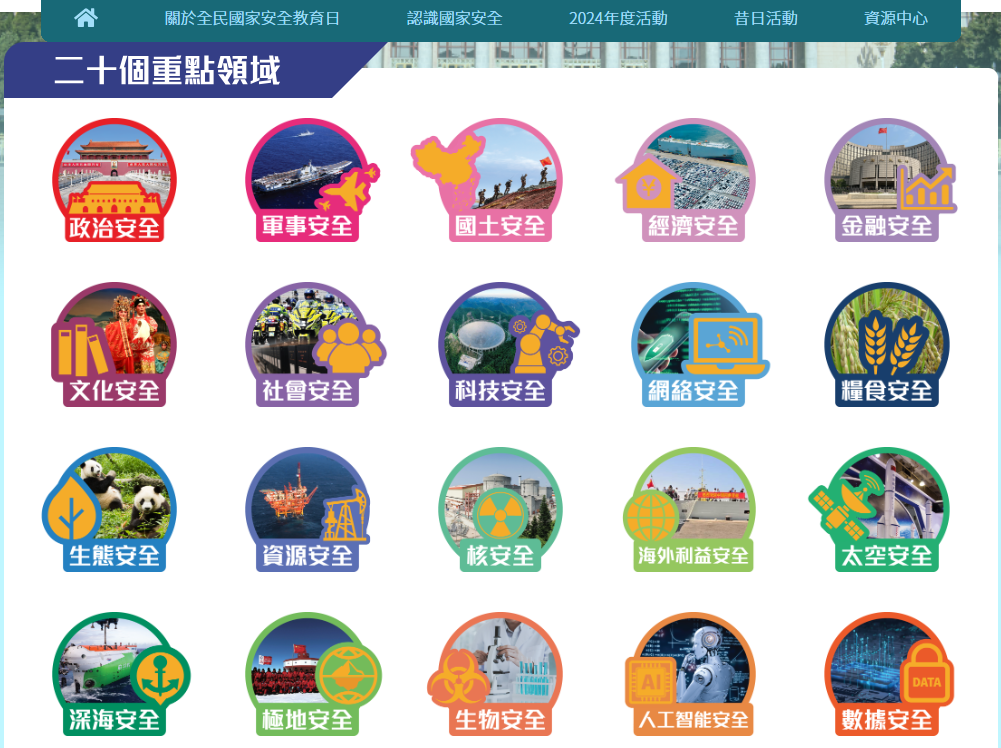 關於全民國家安全教育日
認識國家安全
2024年度活動
昔日活動
資源中心
二十個重點領域
政治安全
軍事安全
國土安全
經濟安全
金融安全
文化安全
社會安全
科技安全
網絡安全
糧食安全
生態安全
資源安全
核安全
海外利益安全
太空安全
深海安全
極地安全
生物安全
AI
人工智能安全
DATA
數據安全